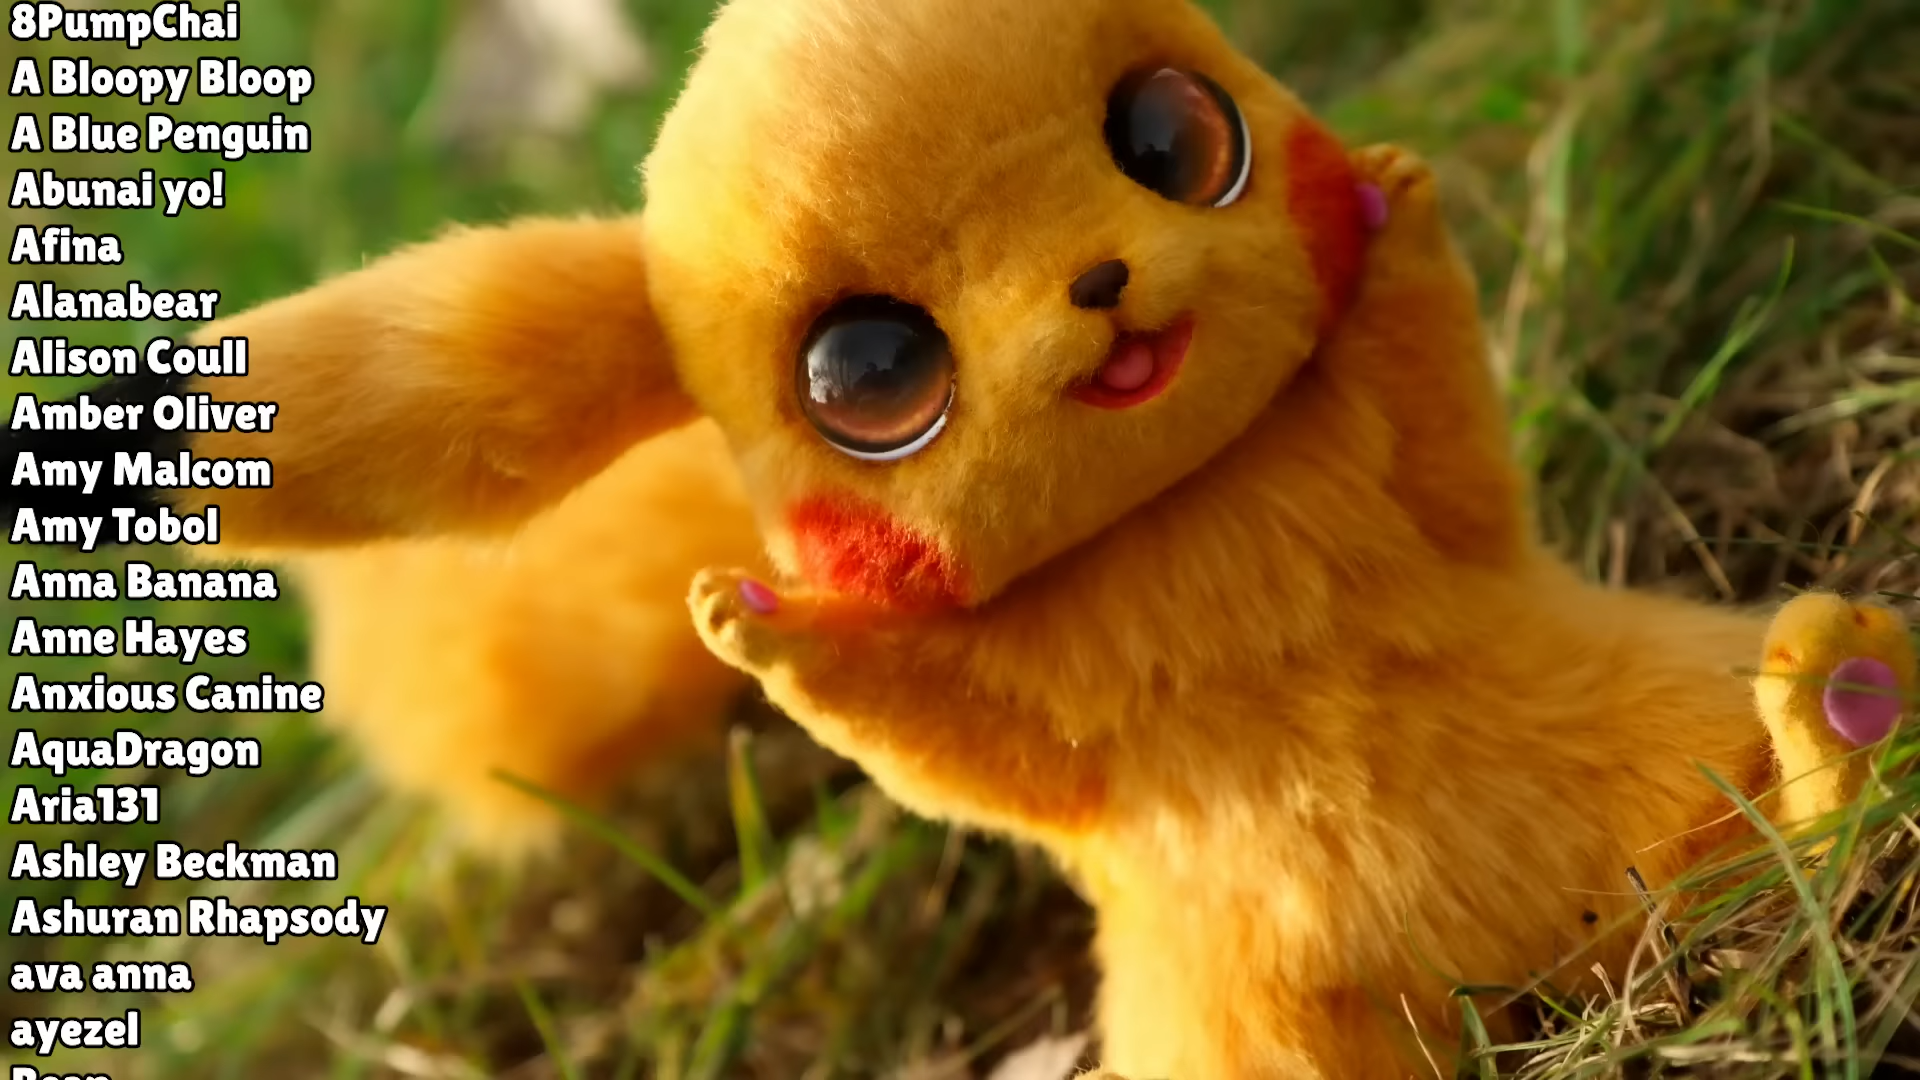 8PumpChai
A Bloopy Bloop
A Blue Penguin
Abunai yo!
Afina
Alanabear
Alison Coull
Amber Oliver
Amy Malcom
Amy Tobol
Anna Banana
Anne Hayes
Anxious Canine
AquaDragon
Aria131
Ashley Beckman
Ashuran Rhapsody
ava anna
ayezel